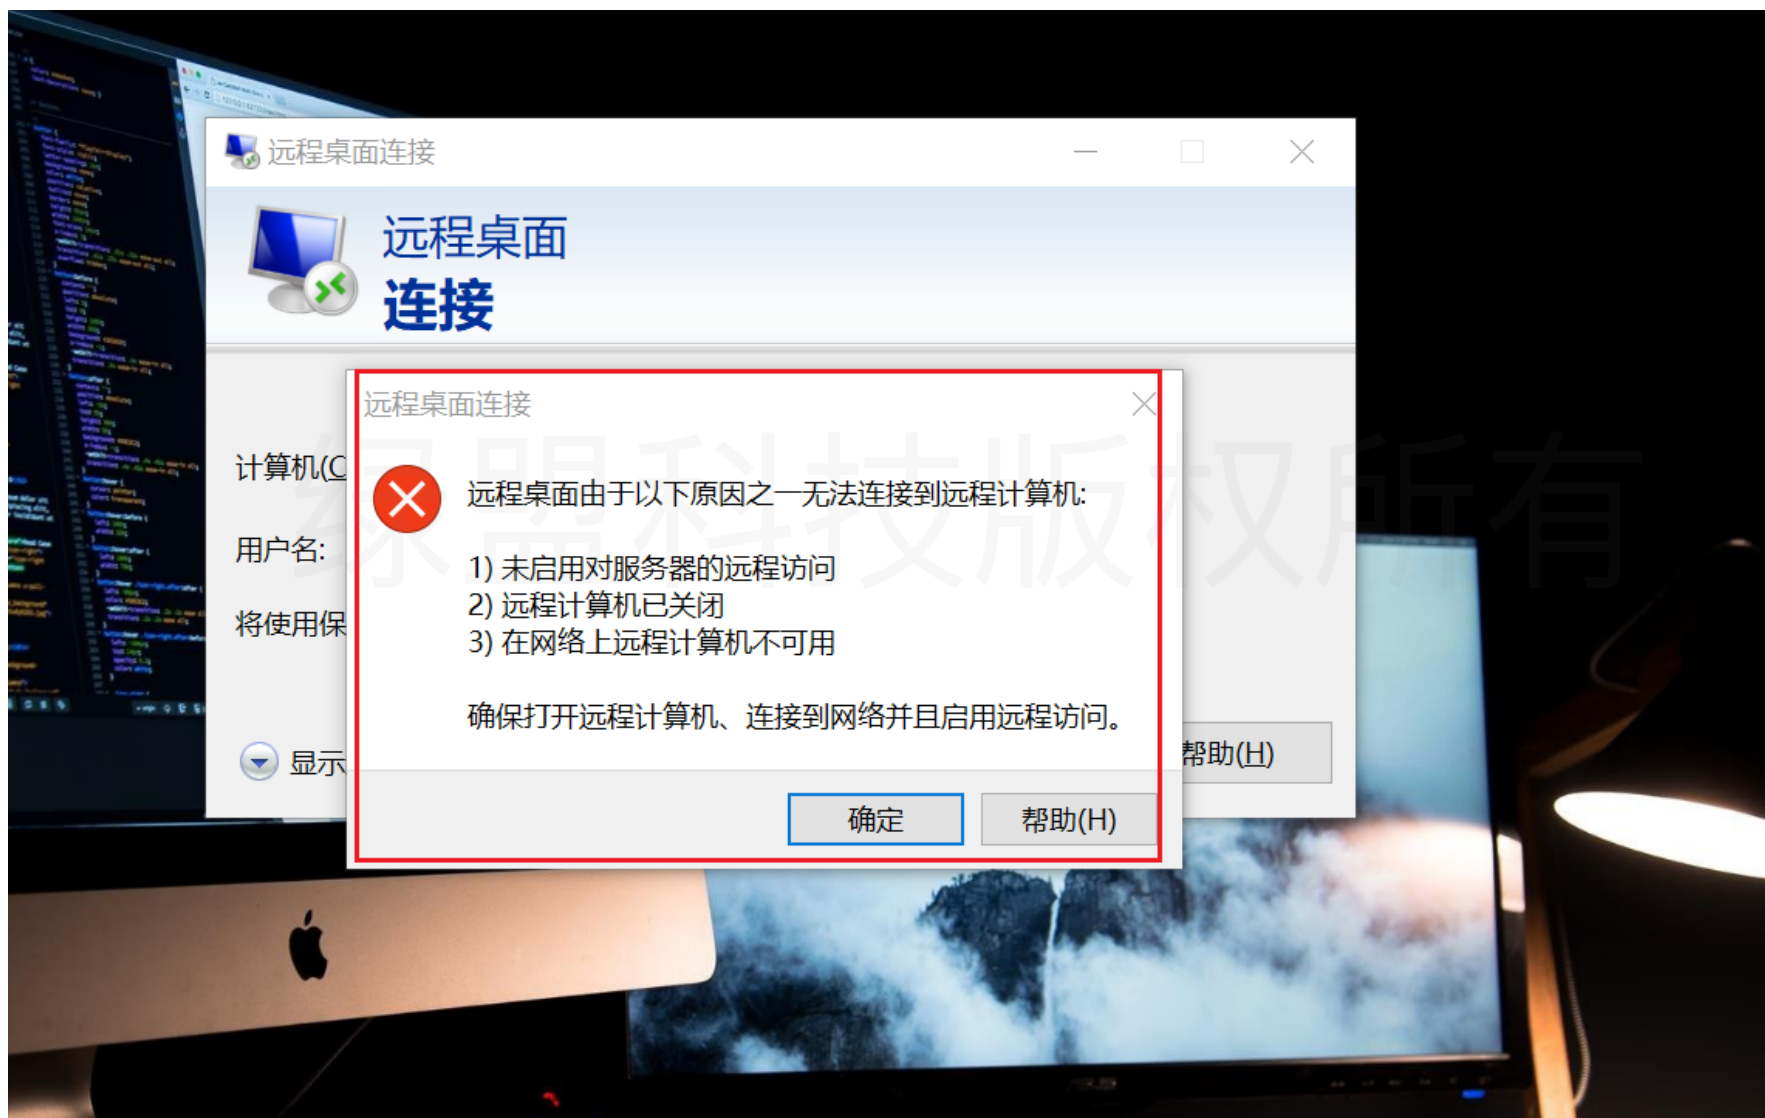 远程桌面连接
远程桌面
连接
远程桌面连接
计算机(C
远程桌面由于以下原因之一无法连接到远程计算机:
用户名:
1) 未启用对服务器的远程访问
2) 远程计算机已关闭
将使用保
3) 在网络上远程计算机不可用
确保打开远程计算机、连接到网络并且启用远程访问。
显示
帮助(H)
确定
帮助(H)
绿盟科技版权所有